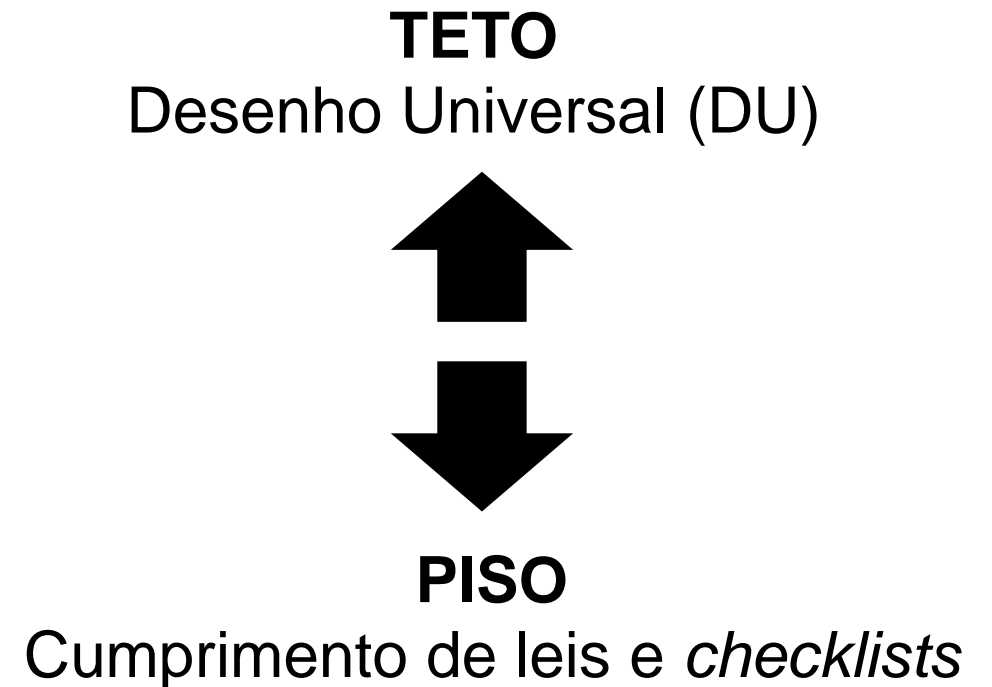 TETO
Desenho Universal (DU)
PISO
Cumprimento de leis e checklists